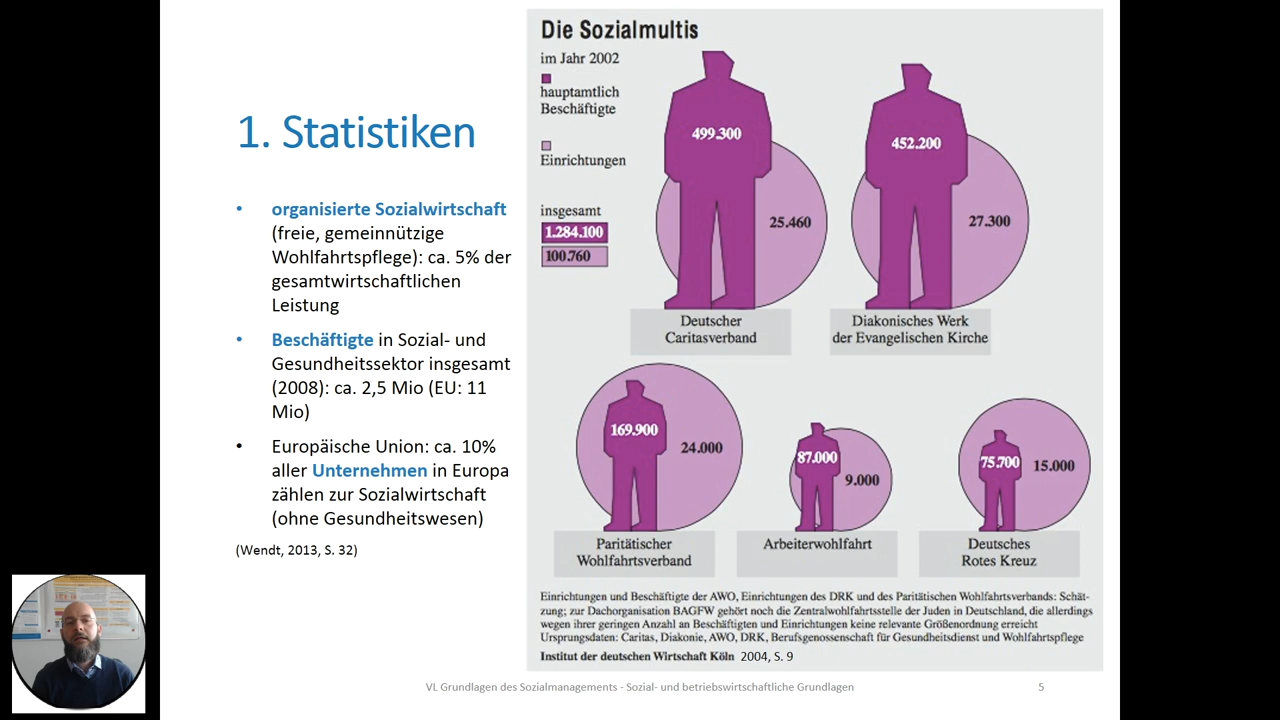 1. Statistiken
• organisierte Sozialwirtschaft
(freie, gemeinnützige
Wohlfahrtspflege): ca. 5% der
gesamtwirtschaftlichen
Leistung
• Beschäftigte in Sozial- und
Gesundheitssektor insgesamt
(2008): ca. 2,5 Mio (EU: 11
Mio)
• Europäische Union: ca. 10%
aller Unternehmen in Europa
zählen zur Sozialwirtschaft
(ohne Gesundheitswesen)
(Wendt, 2013, S. 32)
Die Sozialmultis
im Jahr 2002
hauptamtlich
Beschäftigte
Einrichtungen
insgesamt
1.284.100
100.760
499.300
25.460
Deutscher
Caritasverband
452.200
27.300
Diakonisches Werk
der Evangelischen Kirche
169.900
24.000
Paritätischer
Wohlfahrtsverband
87.000
9.000
Arbeiterwohlfahrt
75.700
15.000
Deutsches
Rotes Kreuz
Einrichtungen und Beschäftigte der AWO, Einrichtungen des DRK und des Paritätischen Wohlfahrtsverbands: Schät-
zung; zur Dachorganisation BAGFW gehört noch die Zentralwohlfahrtsstelle der Juden in Deutschland, die allerdings
wegen ihrer geringen Anzahl an Beschäftigten und Einrichtungen keine relevante Größenordnung erreicht
Ursprungsdaten: Caritas, Diakonie, AWO, DRK, Berufsgenossenschaft für Gesundheitsdienst und Wohlfahrtspflege
Institut der deutschen Wirtschaft Köln 2004, S. 9
VL Grundlagen des Sozialmanagements - Sozial- und betriebswirtschaftliche Grundlagen
5